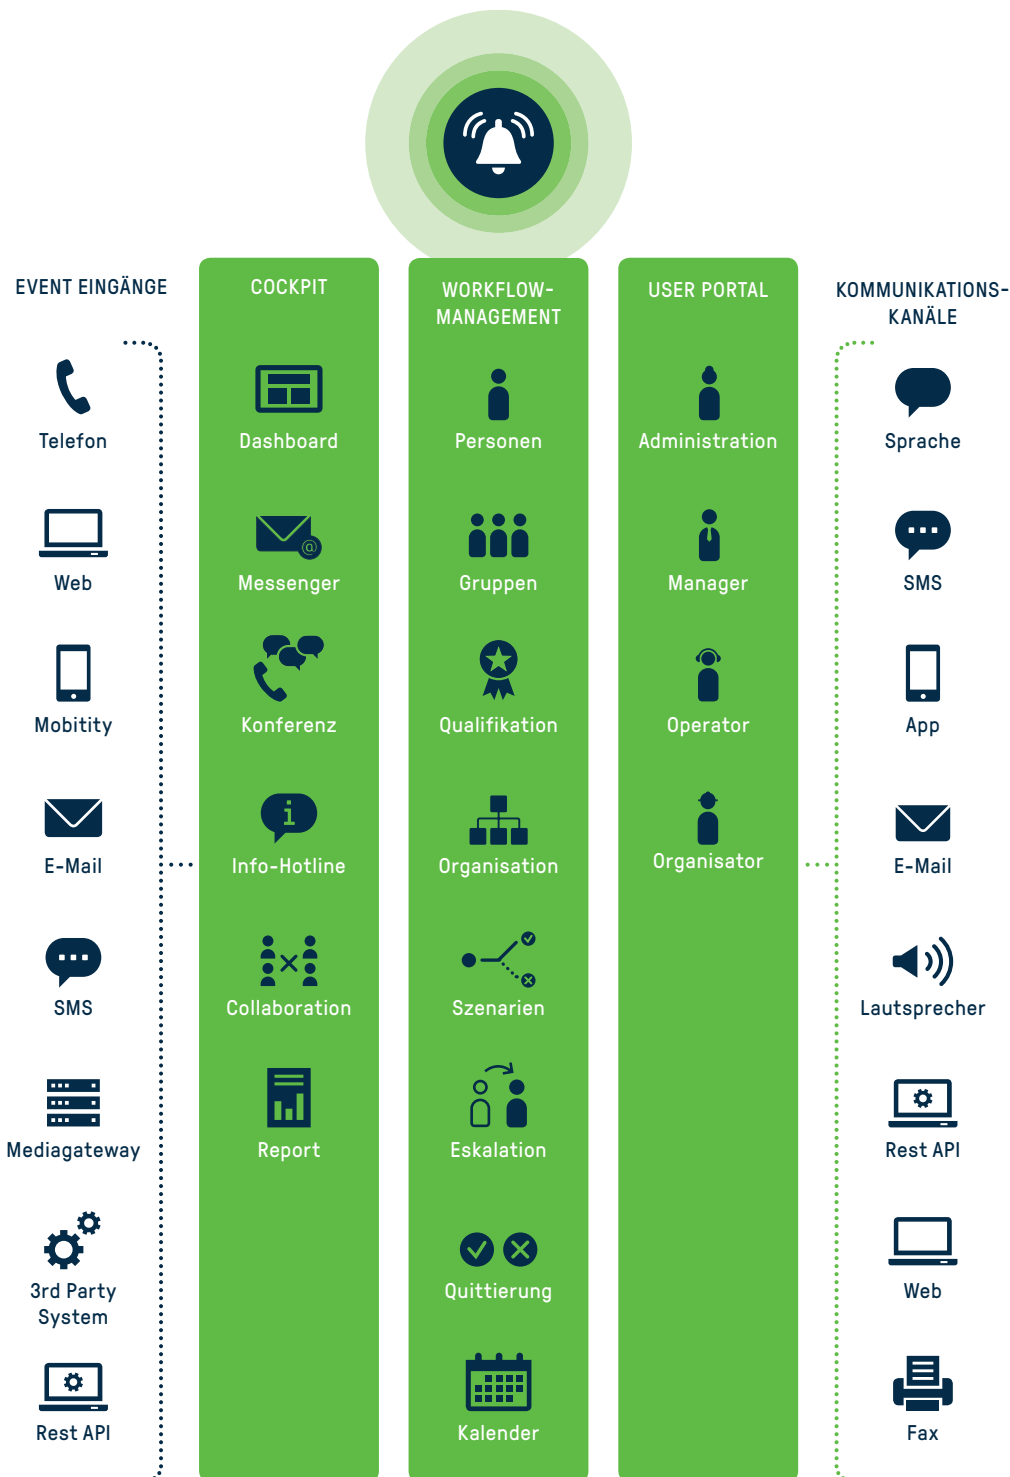 EVENT EINGÄNGE
Telefon
Web
Mobitity
E-Mail
SMS
Mediagateway
3rd Party
System
Rest API
COCKPIT
Dashboard
@
Messenger
Konferenz
i
Info-Hotline
Collaboration
Report
WORKFLOW-
MANAGEMENT
Personen
Gruppen
Qualifikation
Organisation
Szenarien
Eskalation
Quittierung
Kalender
USER PORTAL
Administration
Manager
Operator
Organisator
KOMMUNIKATIONS-
KANÄLE
Sprache
SMS
App
E-Mail
Lautsprecher
Rest API
Web
Fax